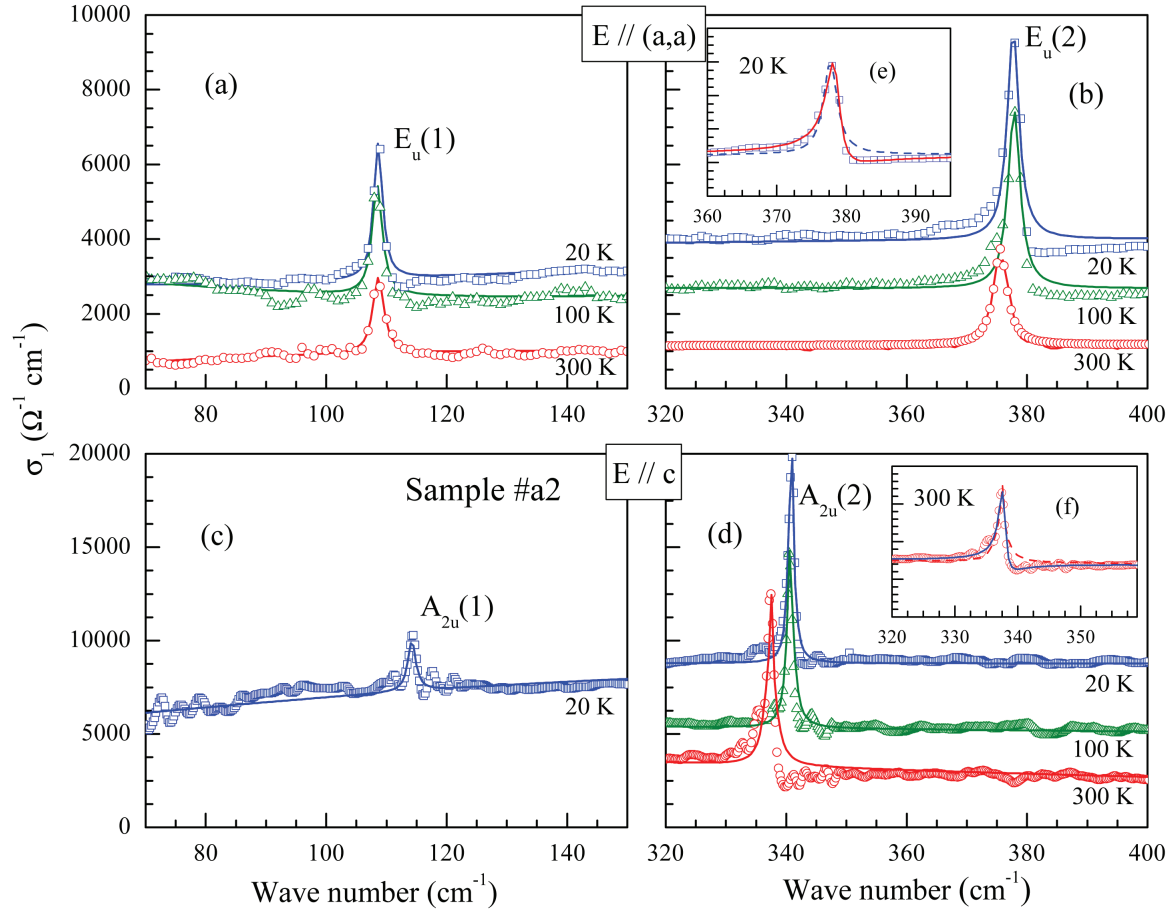 10000
8000
6000
4000
2000
0
E // (a,a)
(a)
E_u(1)
20 K
100 K
300 K
80 100 120 140
20 K
(e)
360 370 380 390
E_u(2)
(b)
20 K
100 K
300 K
320 340 360 380 400
σ₁ (Ω⁻¹ cm⁻¹)
20000
15000
10000
5000
0
E // c
Sample #a2
(c)
A_2u(1)
20 K
80 100 120 140
Wave number (cm⁻¹)
A_2u(2)
(d)
300 K
(f)
320 330 340 350
20 K
100 K
300 K
320 340 360 380 400
Wave number (cm⁻¹)